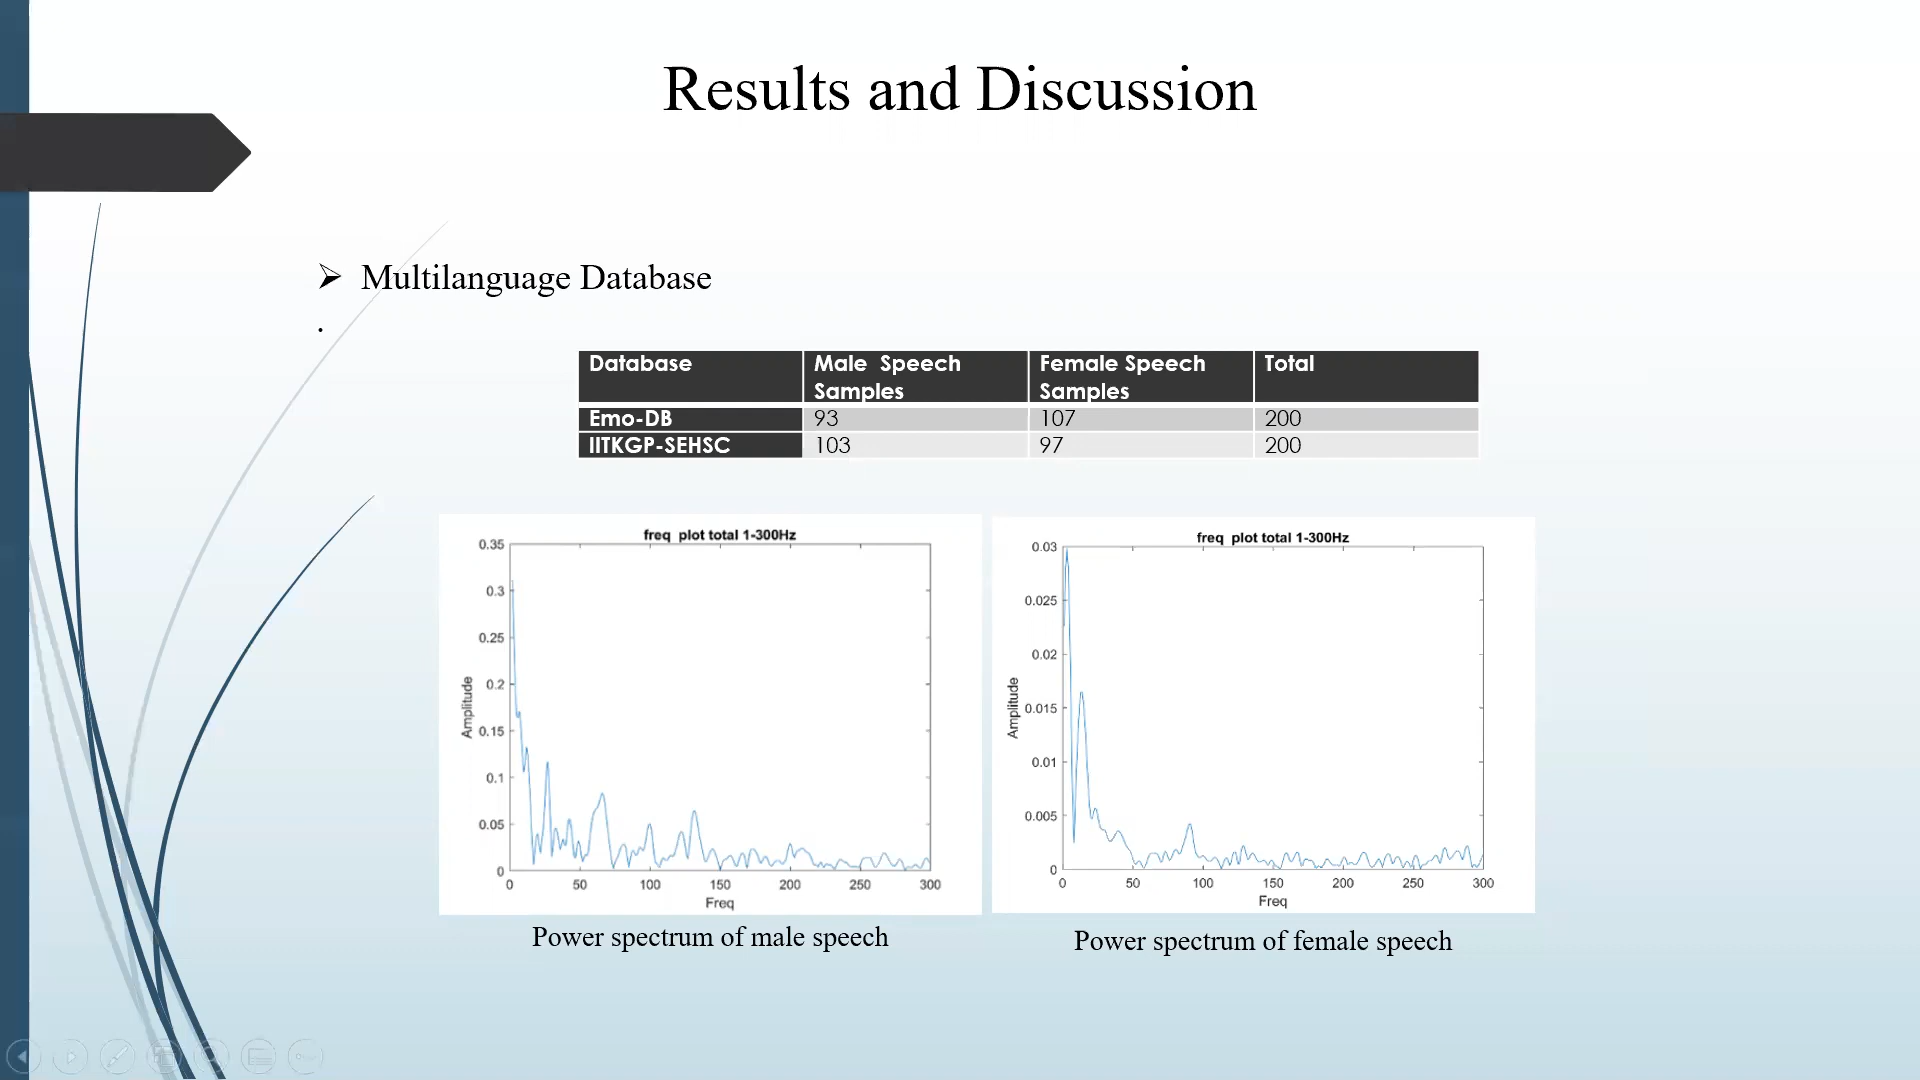 Results and Discussion
➢ Multilanguage Database
.
Database Male Speech Samples Female Speech Samples Total
Emo-DB 93 107 200
IITKGP-SEHSC 103 97 200
freq plot total 1-300Hz
0.35
0.3
0.25
0.2
0.15
0.1
0.05
0
Amplitude
0 50 100 150 200 250 300
Freq
Power spectrum of male speech
freq plot total 1-300Hz
0.03
0.025
0.02
0.015
0.01
0.005
0
Amplitude
0 50 100 150 200 250 300
Freq
Power spectrum of female speech